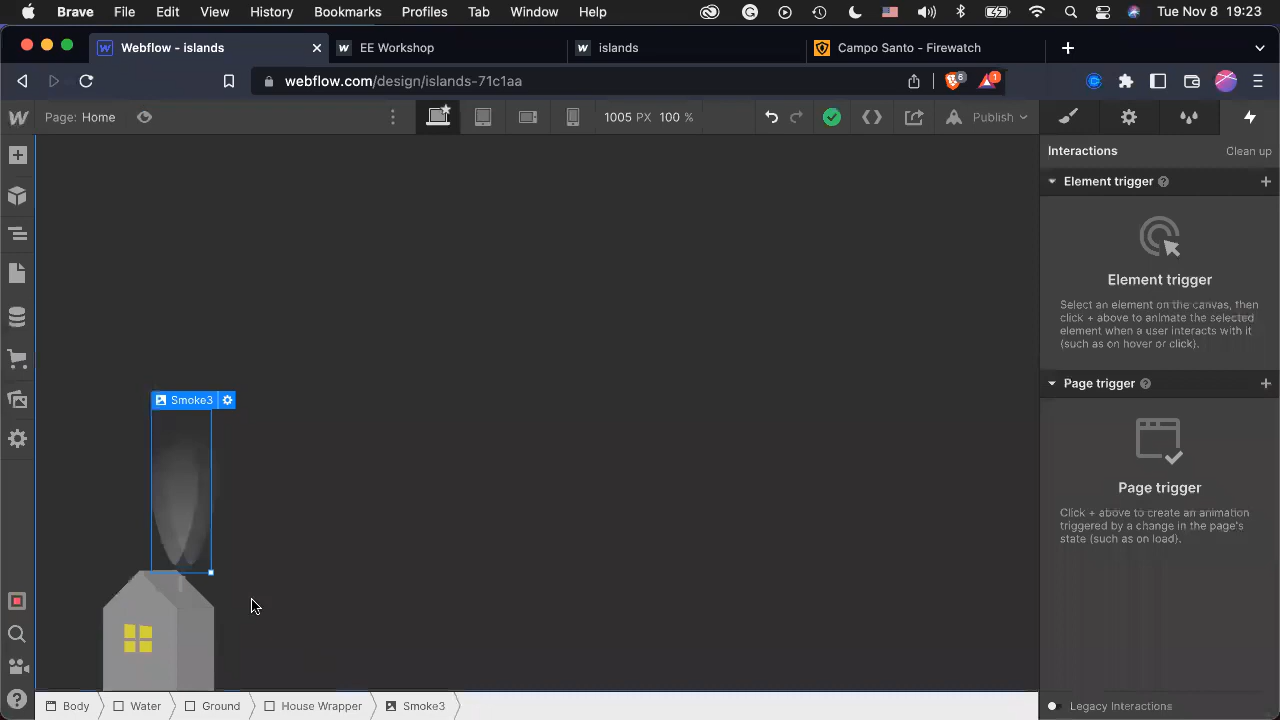 Brave File Edit View History Bookmarks Profiles Tab Window Help Tue Nov 8 19:23
Webflow - islands
EE Workshop
islands
Campo Santo - Firewatch
webflow.com/design/islands-71c1aa
6
1
Page: Home
1005 PX 100 %
Publish
Interactions
Clean up
Element trigger
Element trigger
Select an element on the canvas, then
click + above to animate the selected
element when a user interacts with it
(such as on hover or click).
Page trigger
Page trigger
Click + above to create an animation
triggered by a change in the page's
state (such as on load).
Smoke3
Body Water Ground House Wrapper Smoke3
Legacy Interactions